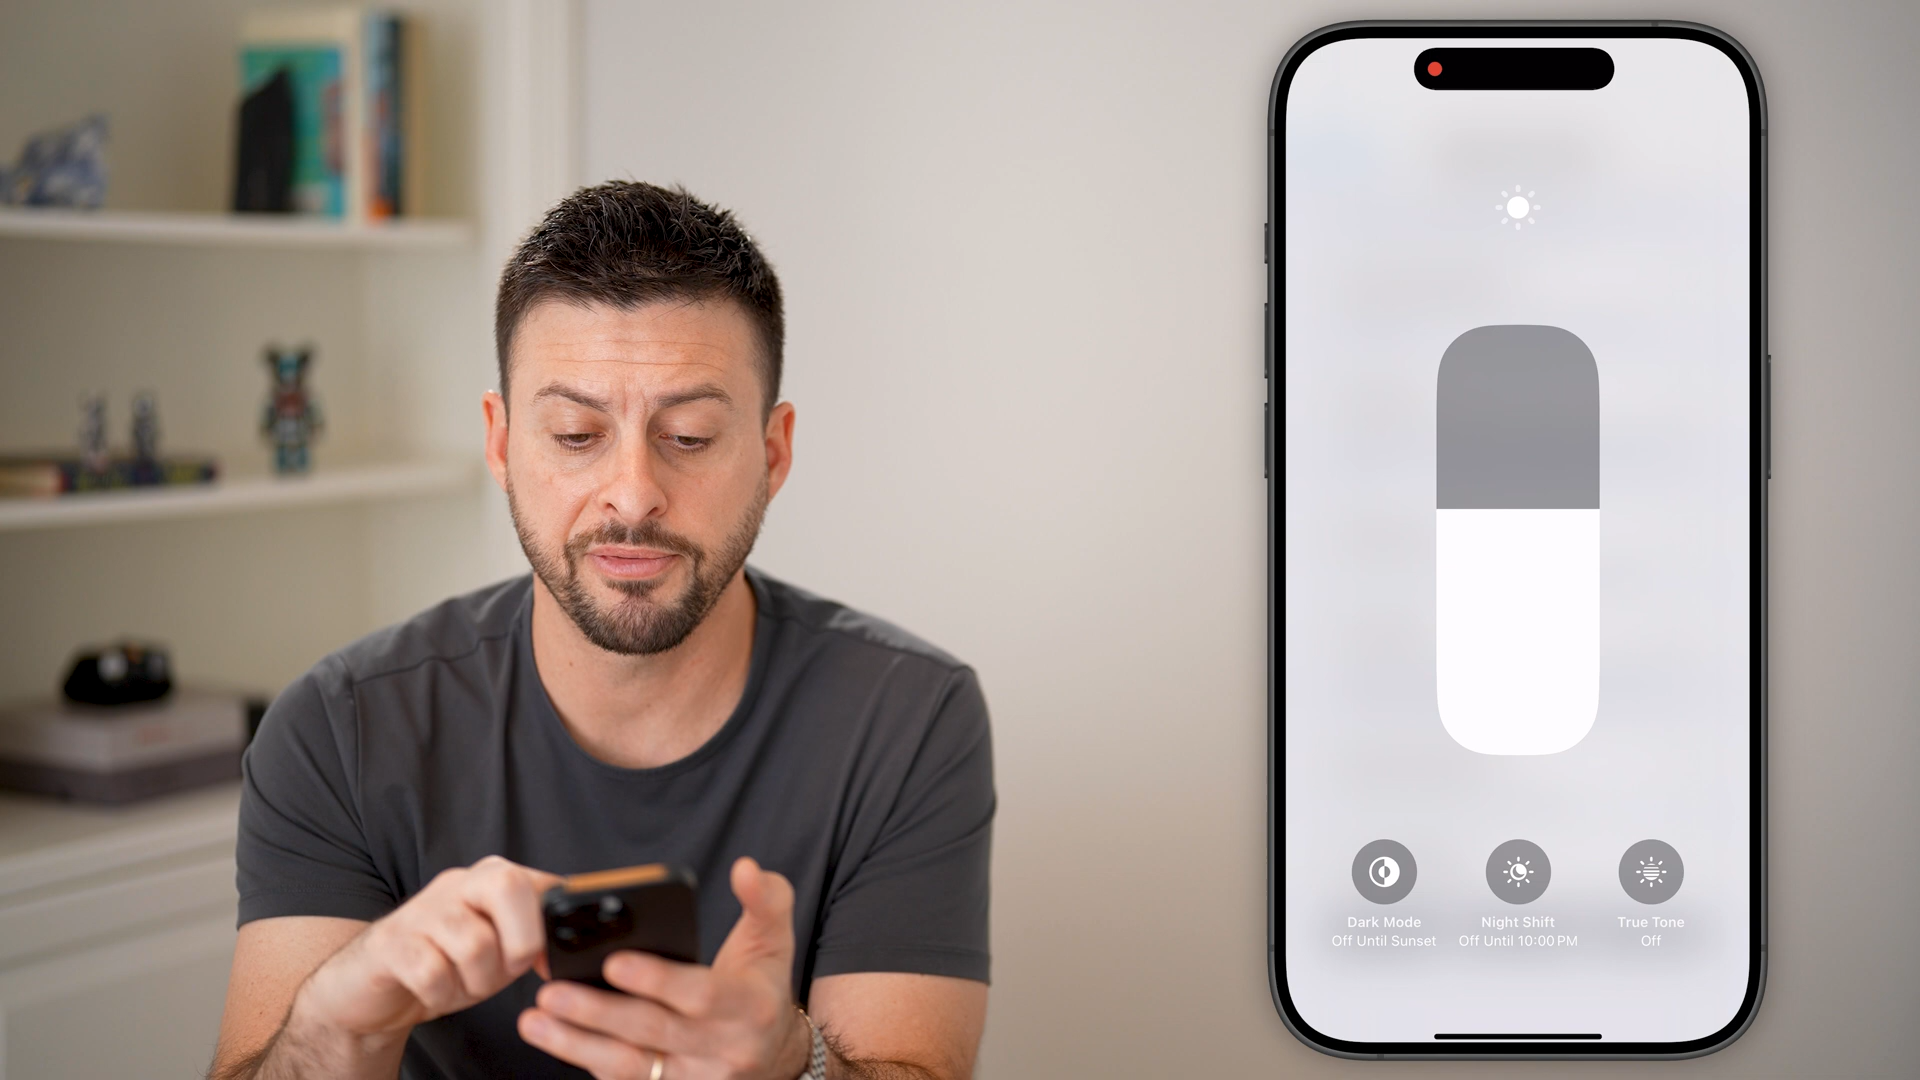 Dark Mode
Off Until Sunset
Night Shift
Off Until 10:00 PM
True Tone
Off